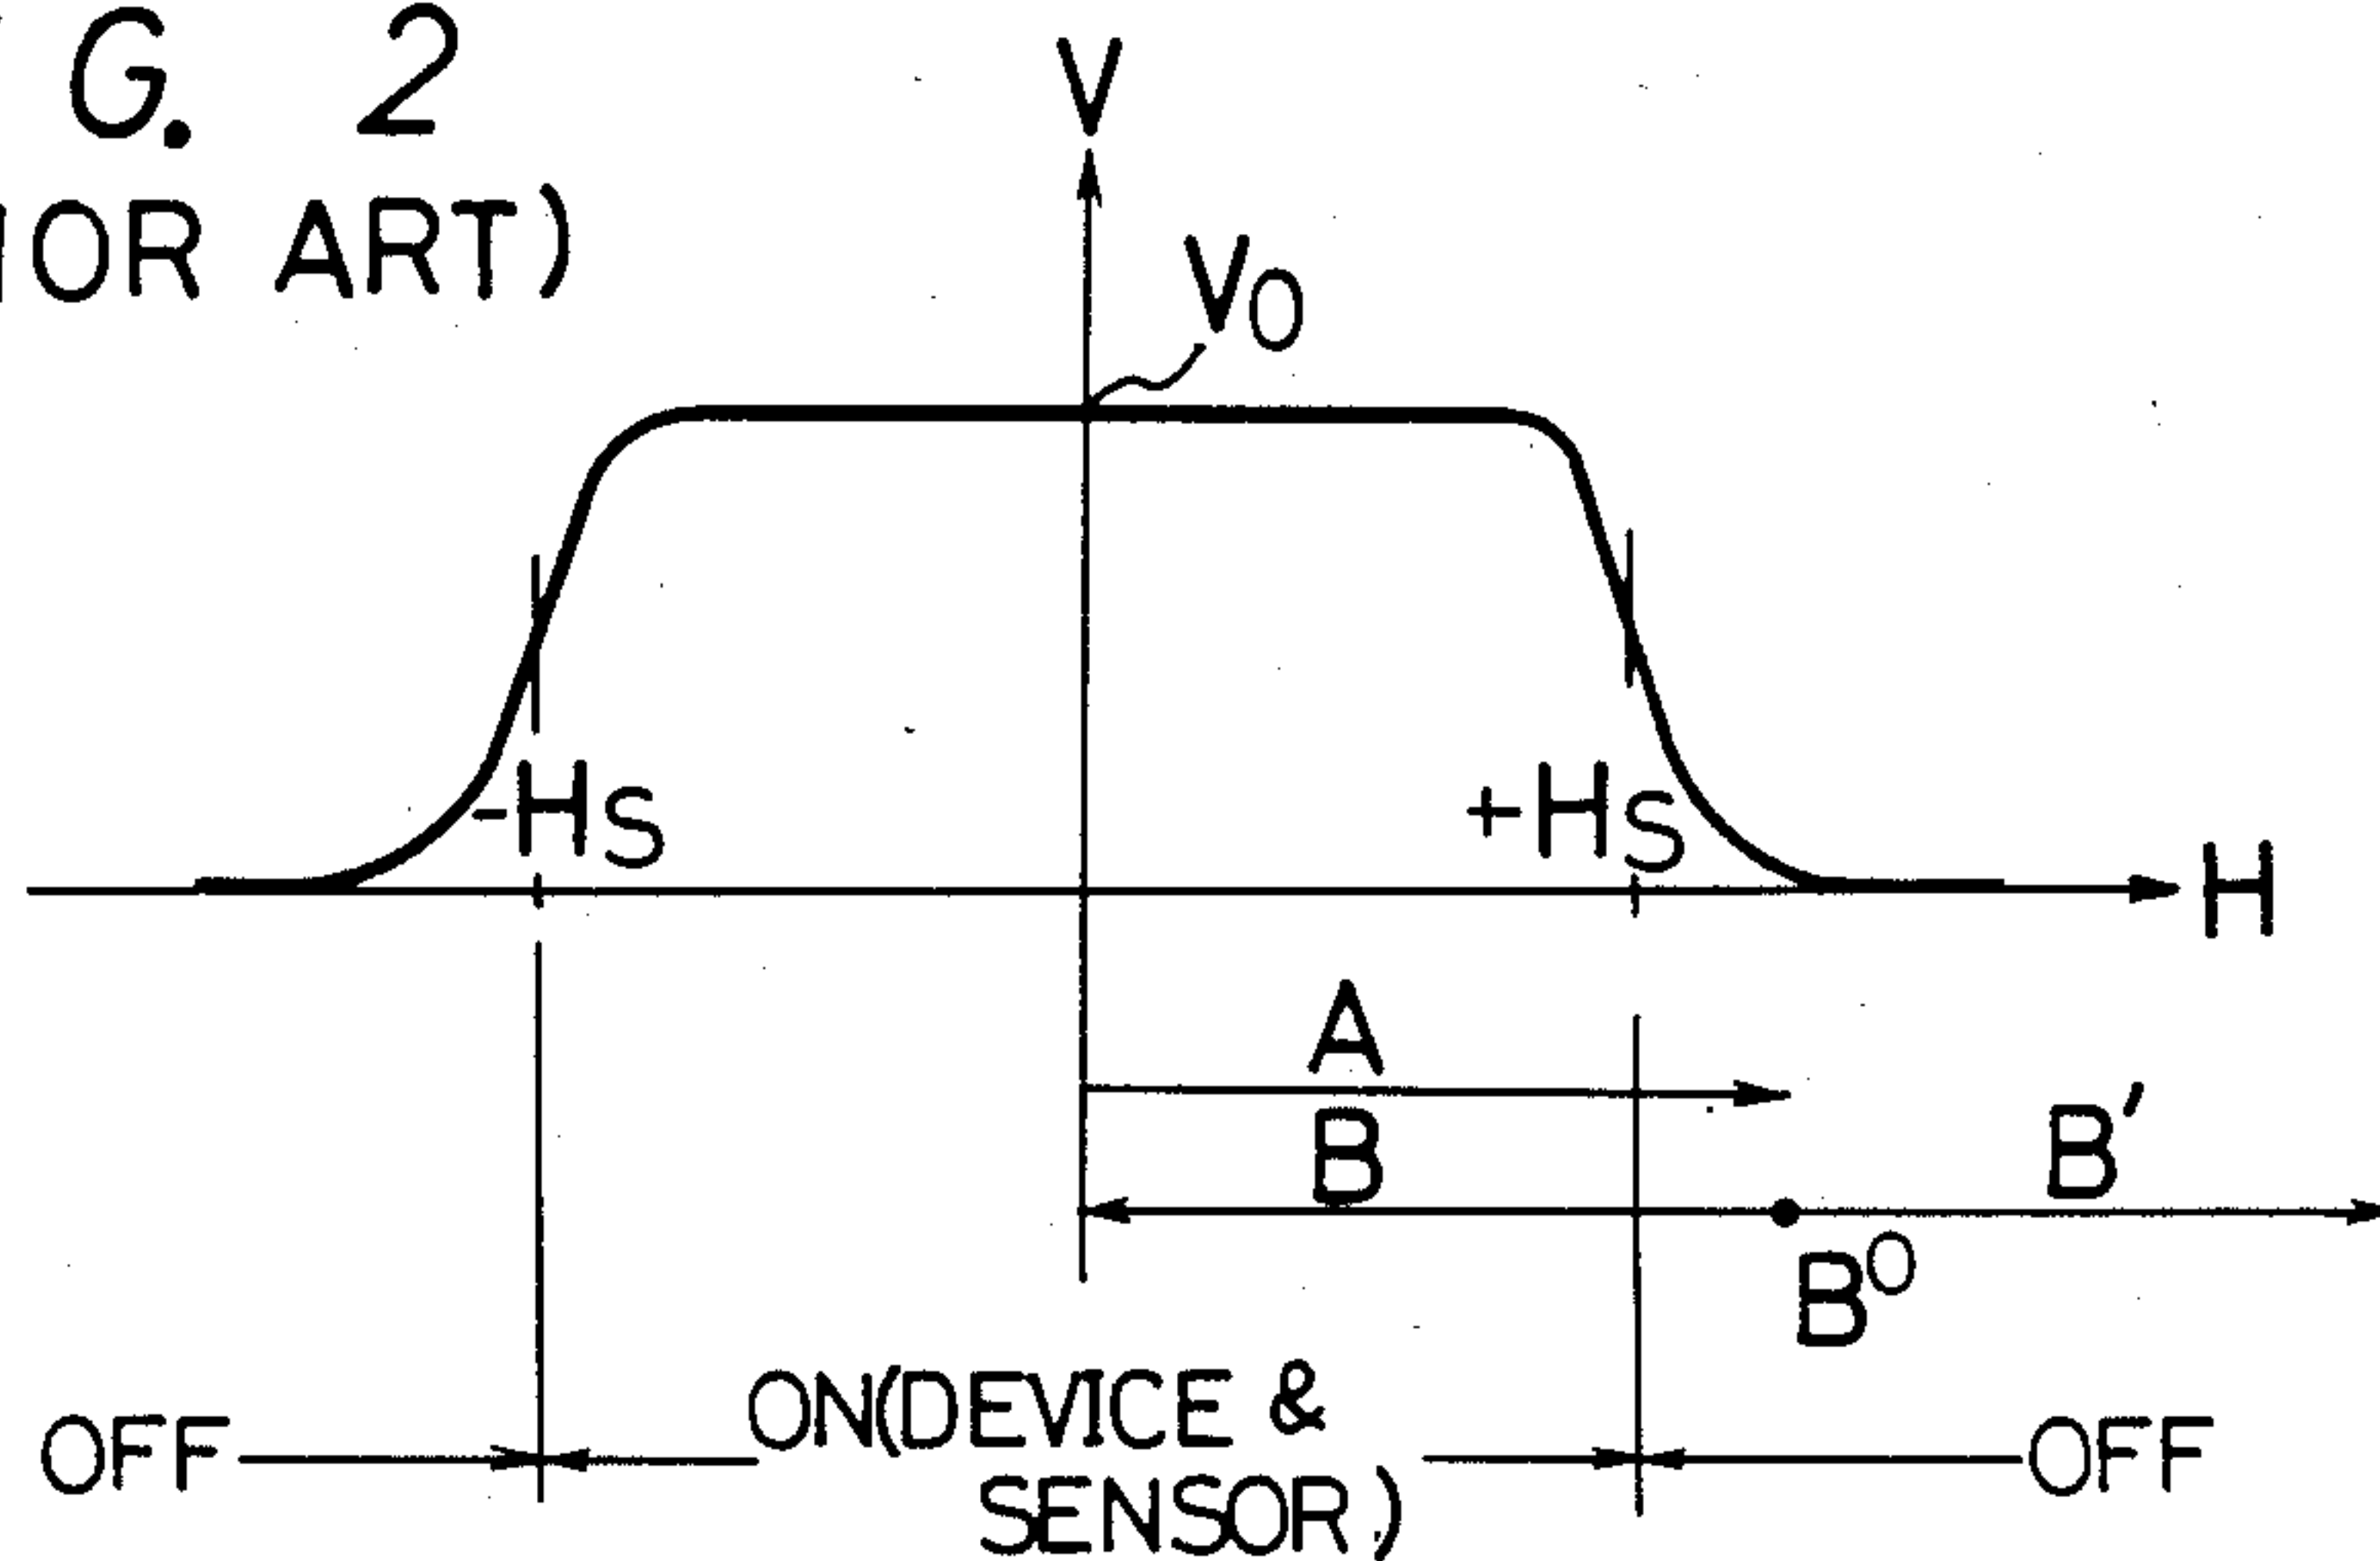 G. 2
OR ART)
V
V0
-HS
+HS
H
A
B
B'
B0
OFF
ON(DEVICE &
SENSOR)
OFF